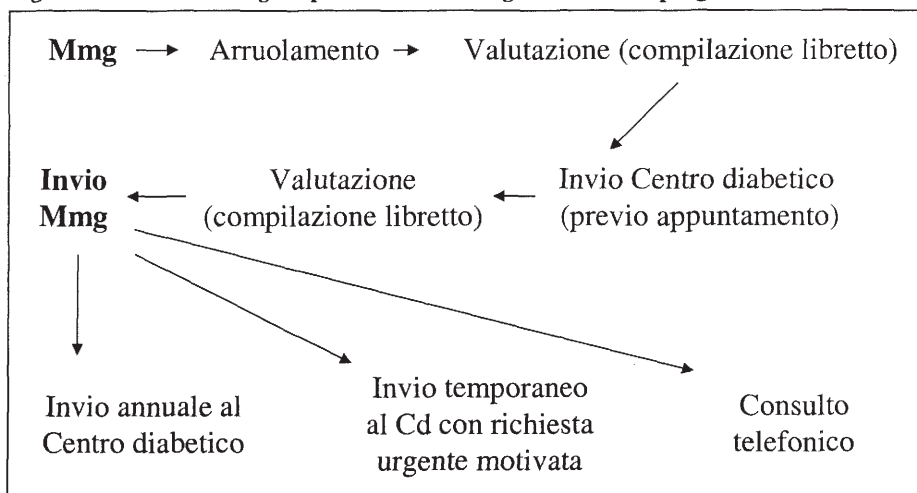 Mmg → Arruolamento → Valutazione (compilazione libretto)
Invio Centro diabetico
(previo appuntamento)
Valutazione
(compilazione libretto)
Invio
Mmg
Invio annuale al
Centro diabetico
Invio temporaneo
al Cd con richiesta
urgente motivata
Consulto
telefonico